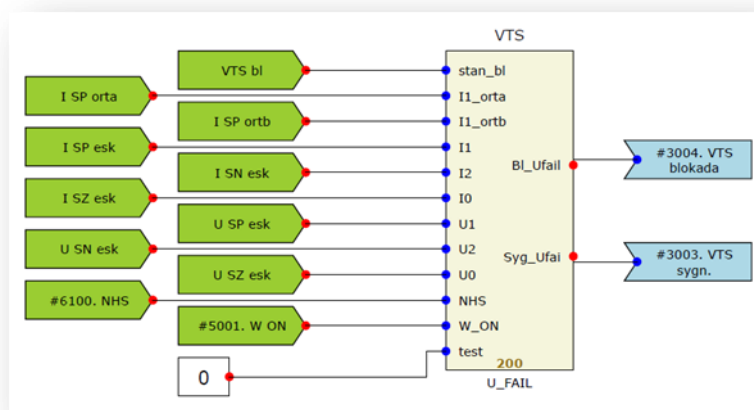 VTS
VTS bl
stan_bl
I SP orta
I1_orta
I SP ortb
I1_ortb
I SP esk
I1
I SN esk
I2
I SZ esk
I0
U SP esk
U1
U SN esk
U2
U SZ esk
U0
#6100. NHS
NHS
#5001. W ON
W_ON
0
test
Bl_Ufail
#3004. VTS
blokada
Syg_Ufai
#3003. VTS
sygn.
200
U_FAIL